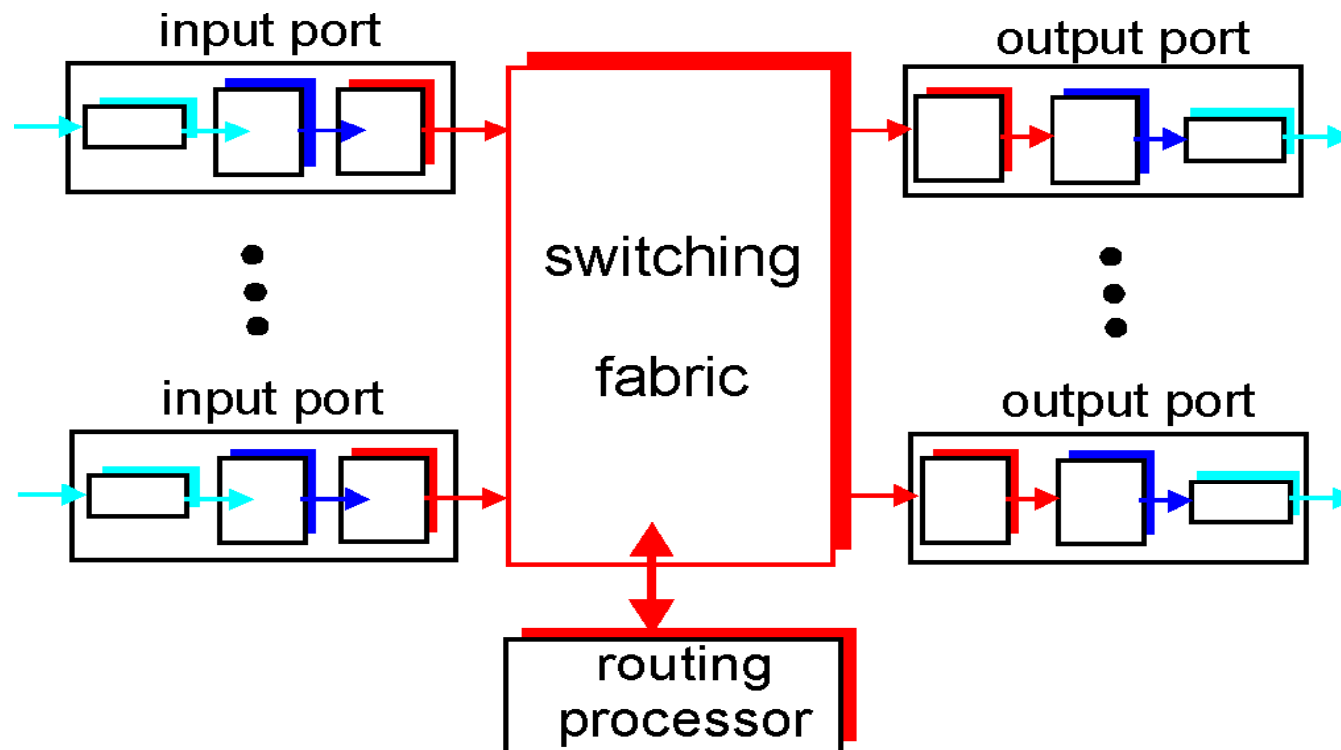 input port
output port
switching
fabric
input port
output port
routing
processor